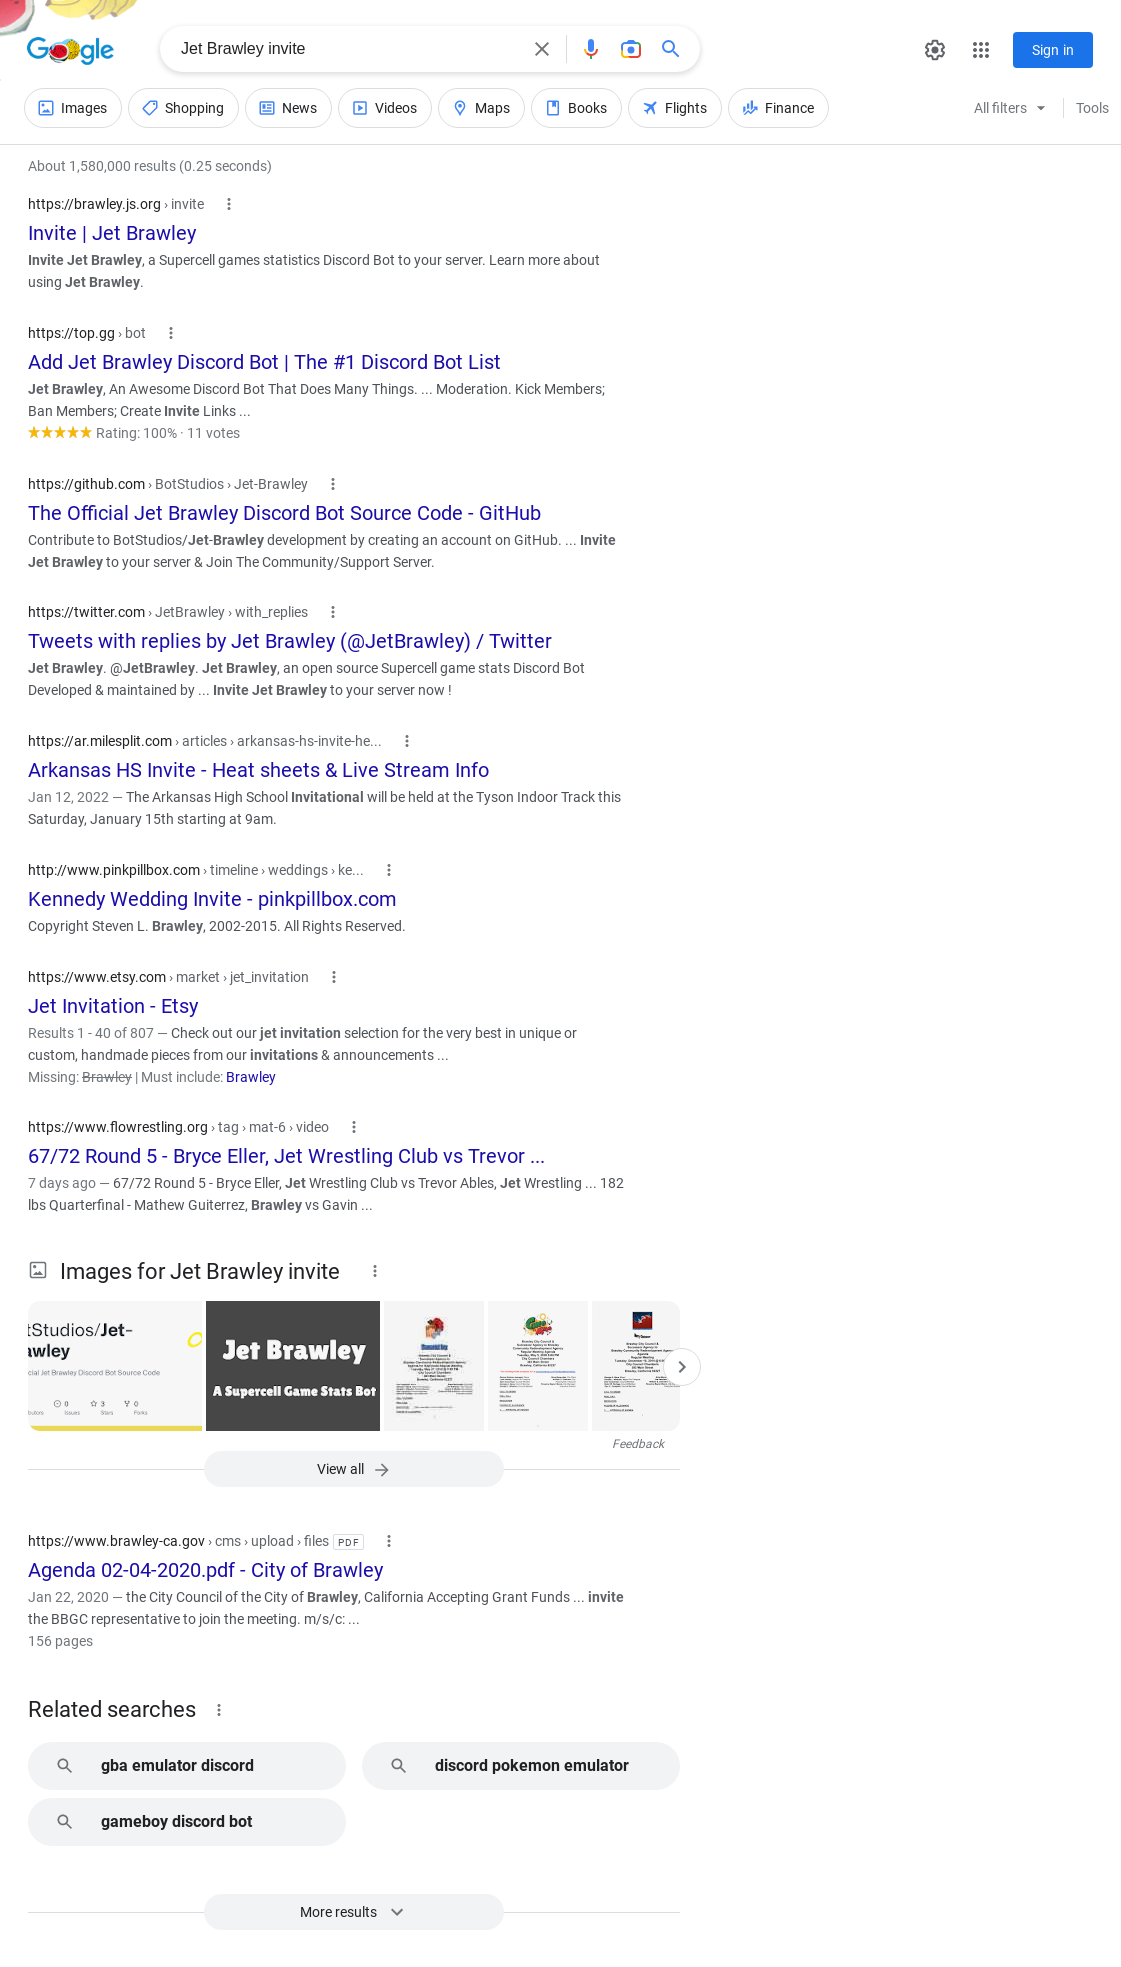 Google
Jet Brawley invite
Sign in
Images
Shopping
News
Videos
Maps
Books
Flights
Finance
All filters
Tools
About 1,580,000 results (0.25 seconds)
https://brawley.js.org › invite
Invite | Jet Brawley
Invite Jet Brawley, a Supercell games statistics Discord Bot to your server. Learn more about
using Jet Brawley.
https://top.gg › bot
Add Jet Brawley Discord Bot | The #1 Discord Bot List
Jet Brawley, An Awesome Discord Bot That Does Many Things. ... Moderation. Kick Members;
Ban Members; Create Invite Links ...
Rating: 100% · 11 votes
https://github.com › BotStudios › Jet-Brawley
The Official Jet Brawley Discord Bot Source Code - GitHub
Contribute to BotStudios/Jet-Brawley development by creating an account on GitHub. ... Invite
Jet Brawley to your server & Join The Community/Support Server.
https://twitter.com › JetBrawley › with_replies
Tweets with replies by Jet Brawley (@JetBrawley) / Twitter
Jet Brawley. @JetBrawley. Jet Brawley, an open source Supercell game stats Discord Bot
Developed & maintained by ... Invite Jet Brawley to your server now !
https://ar.milesplit.com › articles › arkansas-hs-invite-he...
Arkansas HS Invite - Heat sheets & Live Stream Info
Jan 12, 2022 — The Arkansas High School Invitational will be held at the Tyson Indoor Track this
Saturday, January 15th starting at 9am.
http://www.pinkpillbox.com › timeline › weddings › ke...
Kennedy Wedding Invite - pinkpillbox.com
Copyright Steven L. Brawley, 2002-2015. All Rights Reserved.
https://www.etsy.com › market › jet_invitation
Jet Invitation - Etsy
Results 1 - 40 of 807 — Check out our jet invitation selection for the very best in unique or
custom, handmade pieces from our invitations & announcements ...
Missing: Brawley | Must include: Brawley
https://www.flowrestling.org › tag › mat-6 › video
67/72 Round 5 - Bryce Eller, Jet Wrestling Club vs Trevor ...
7 days ago — 67/72 Round 5 - Bryce Eller, Jet Wrestling Club vs Trevor Ables, Jet Wrestling ... 182
lbs Quarterfinal - Mathew Guiterrez, Brawley vs Gavin ...
Images for Jet Brawley invite
tStudios/Jet-
awley
cial Jet Brawley Discord Bot Source Code
0 3 0
butors Issues Stars Forks
Jet Brawley
A Supercell Game Stats Bot
Feedback
View all
https://www.brawley-ca.gov › cms › upload › files PDF
Agenda 02-04-2020.pdf - City of Brawley
Jan 22, 2020 — the City Council of the City of Brawley, California Accepting Grant Funds ... invite
the BBGC representative to join the meeting. m/s/c: ...
156 pages
Related searches
gba emulator discord
discord pokemon emulator
gameboy discord bot
More results